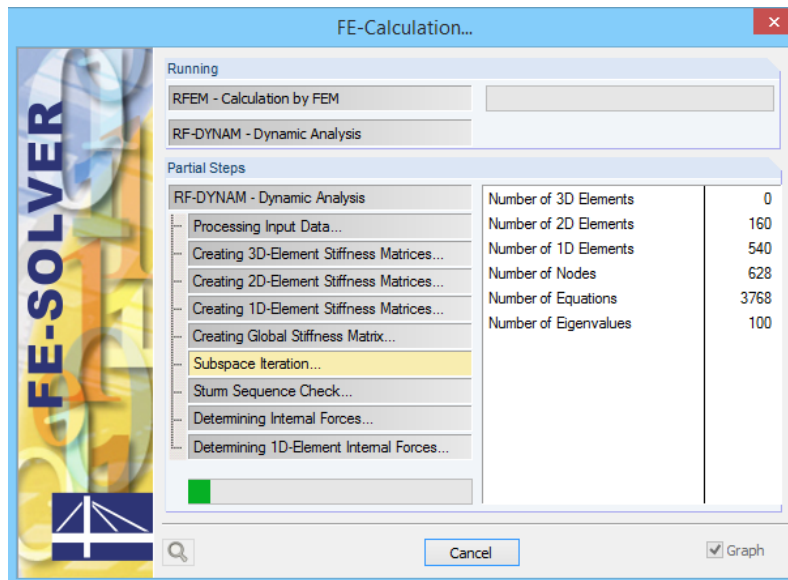 FE-Calculation...
FE-SOLVER
Running
RFEM - Calculation by FEM
RF-DYNAM - Dynamic Analysis
Partial Steps
RF-DYNAM - Dynamic Analysis
Processing Input Data...
Creating 3D-Element Stiffness Matrices...
Creating 2D-Element Stiffness Matrices...
Creating 1D-Element Stiffness Matrices...
Creating Global Stiffness Matrix...
Subspace Iteration...
Sturm Sequence Check...
Determining Internal Forces...
Determining 1D-Element Internal Forces...
Number of 3D Elements 0
Number of 2D Elements 160
Number of 1D Elements 540
Number of Nodes 628
Number of Equations 3768
Number of Eigenvalues 100
Cancel
Graph